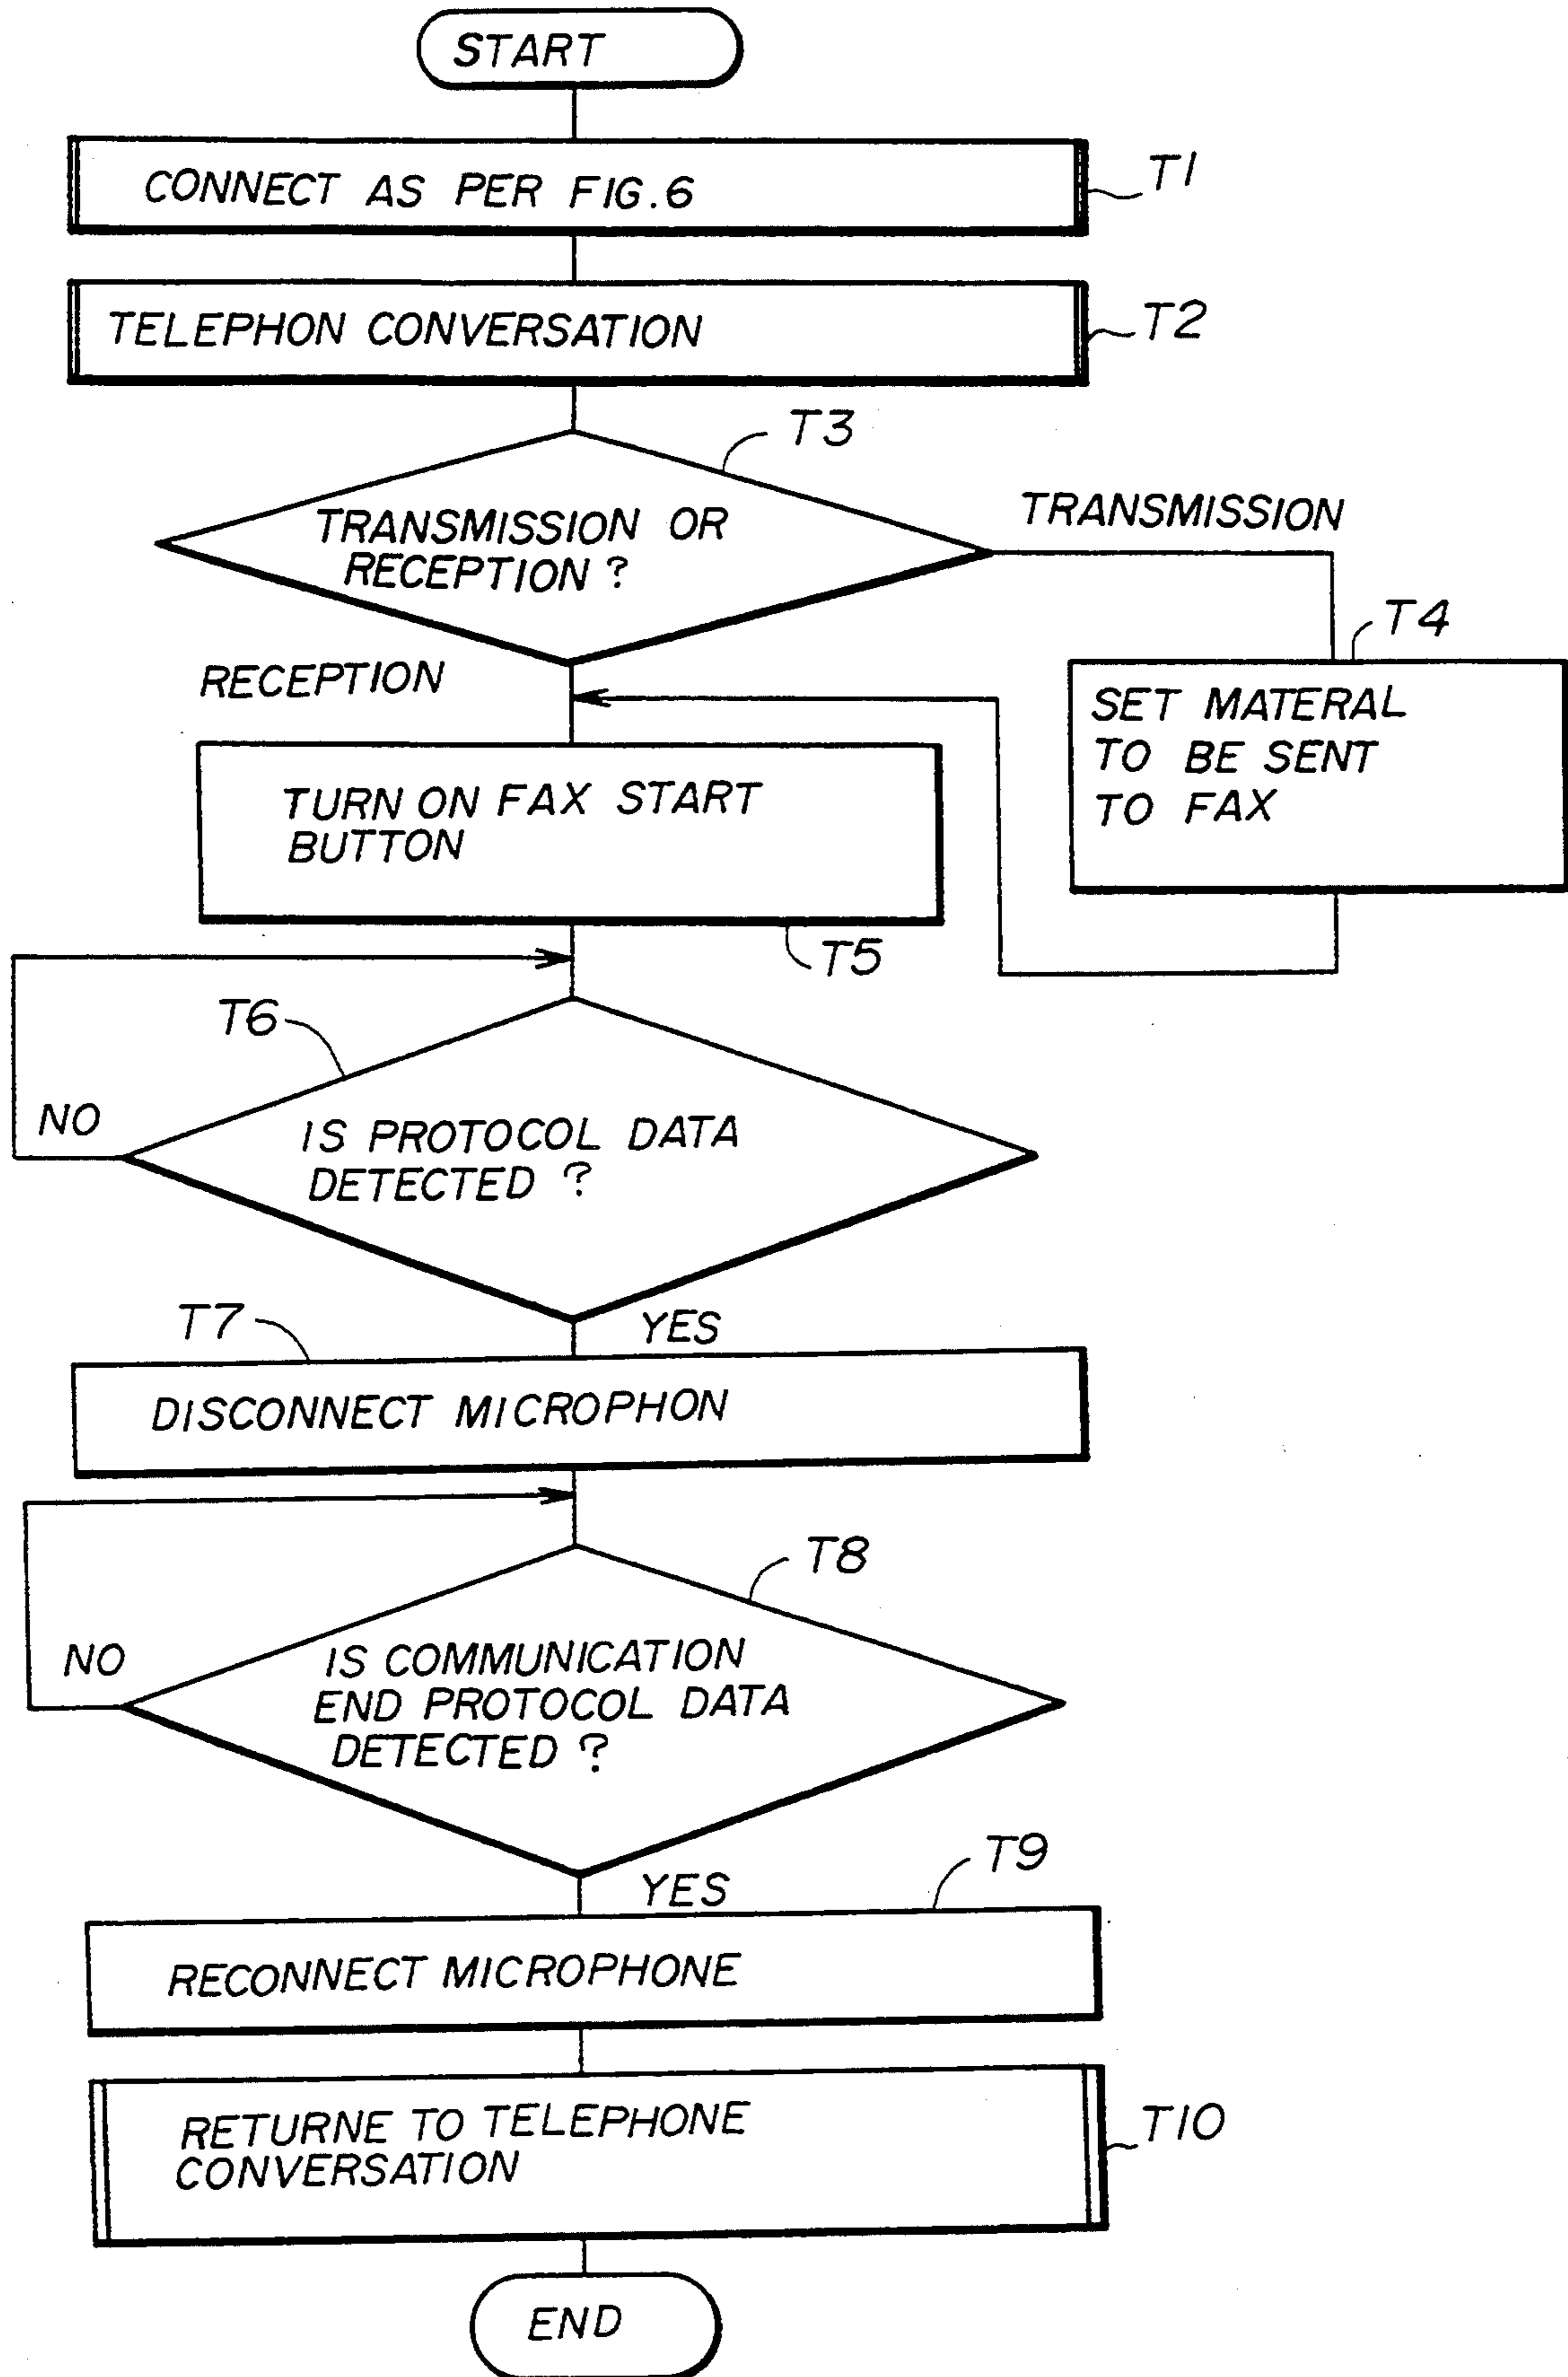 START
CONNECT AS PER FIG.6
T1
TELEPHON CONVERSATION
T2
T3
TRANSMISSION OR
RECEPTION ?
TRANSMISSION
T4
RECEPTION
SET MATERAL
TO BE SENT
TO FAX
TURN ON FAX START
BUTTON
T5
T6
NO
IS PROTOCOL DATA
DETECTED ?
YES
T7
DISCONNECT MICROPHON
T8
NO
IS COMMUNICATION
END PROTOCOL DATA
DETECTED ?
YES
T9
RECONNECT MICROPHONE
RETURNE TO TELEPHONE
CONVERSATION
T10
END